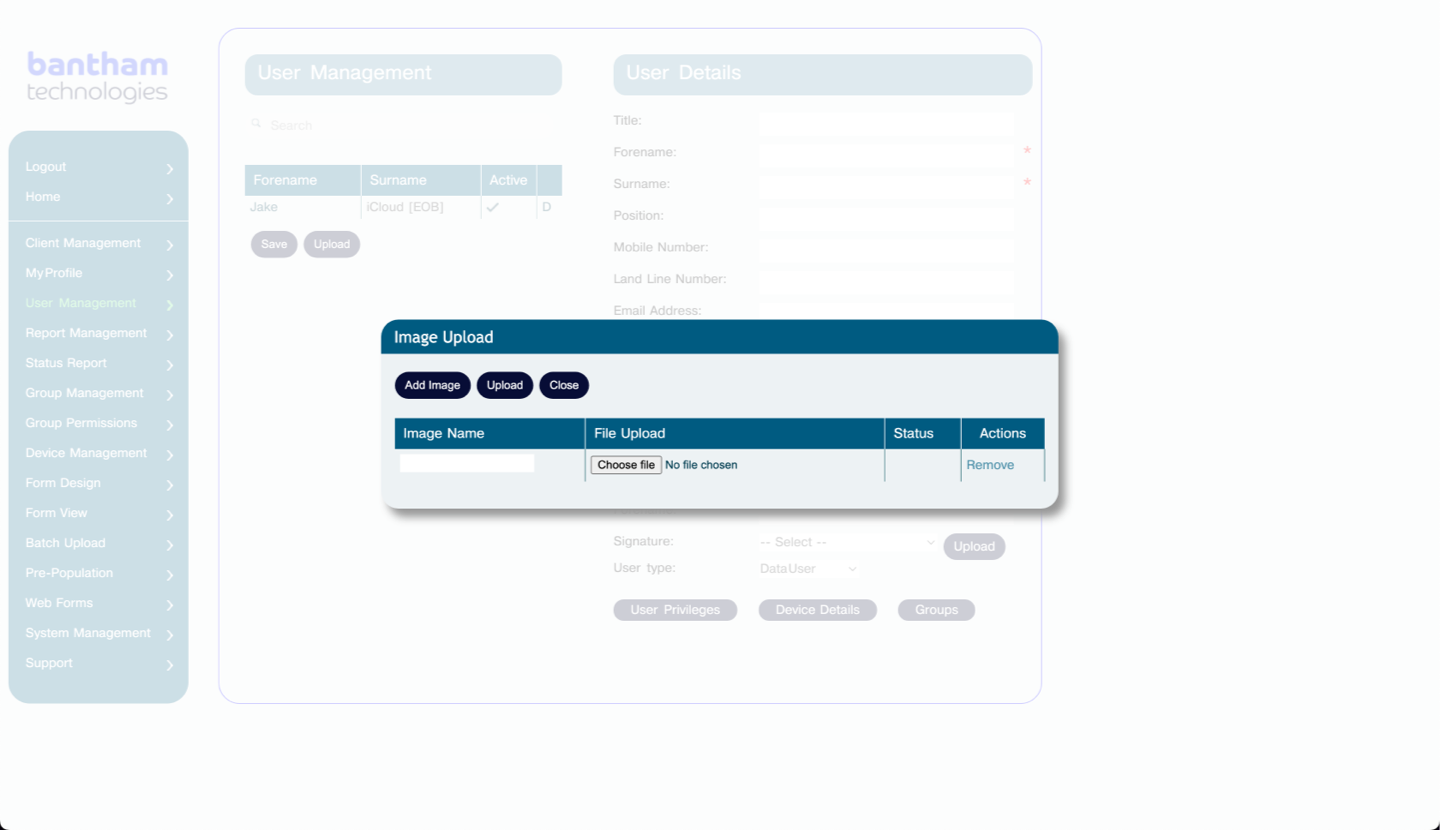 bantham
technologies
Logout
Home
Client Management
MyProfile
User Management
Report Management
Status Report
Group Management
Group Permissions
Device Management
Form Design
Form View
Batch Upload
Pre-Population
Web Forms
System Management
Support
User Management
Search
Forename Surname Active
Jake iCloud [EOB] D
Save Upload
User Details
Title:
Forename: *
Surname: *
Position:
Mobile Number:
Land Line Number:
Email Address:
Image Upload
Add Image Upload Close
Image Name File Upload Status Actions
Choose file No file chosen Remove
Signature: -- Select -- Upload
User type: DataUser
User Privileges Device Details Groups